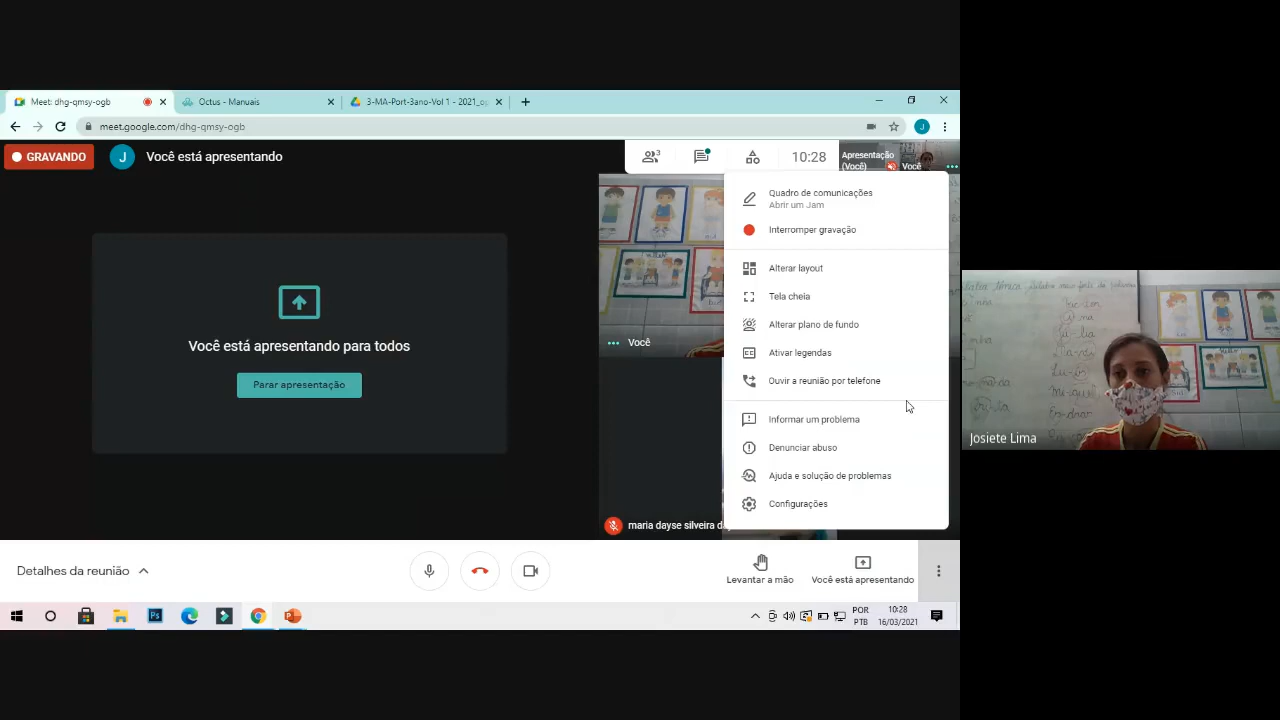 Meet: dhg-qmsy-ogb
Octus - Manuais
3-MA-Port-3ano-Vol 1 - 2021_o
meet.google.com/dhg-qmsy-ogb
J
GRAVANDO
J
Você está apresentando
3
10:28
Apresentação
(Você)
Você
Quadro de comunicações
Abrir um Jam
Interromper gravação
Alterar layout
Tela cheia
Alterar plano de fundo
Ativar legendas
Ouvir a reunião por telefone
Informar um problema
Denunciar abuso
Ajuda e solução de problemas
Configurações
Você está apresentando para todos
Parar apresentação
Você
maria dayse silveira d
Josiete Lima
Detalhes da reunião
Levantar a mão
Você está apresentando
POR
PTB
10:28
16/03/2021